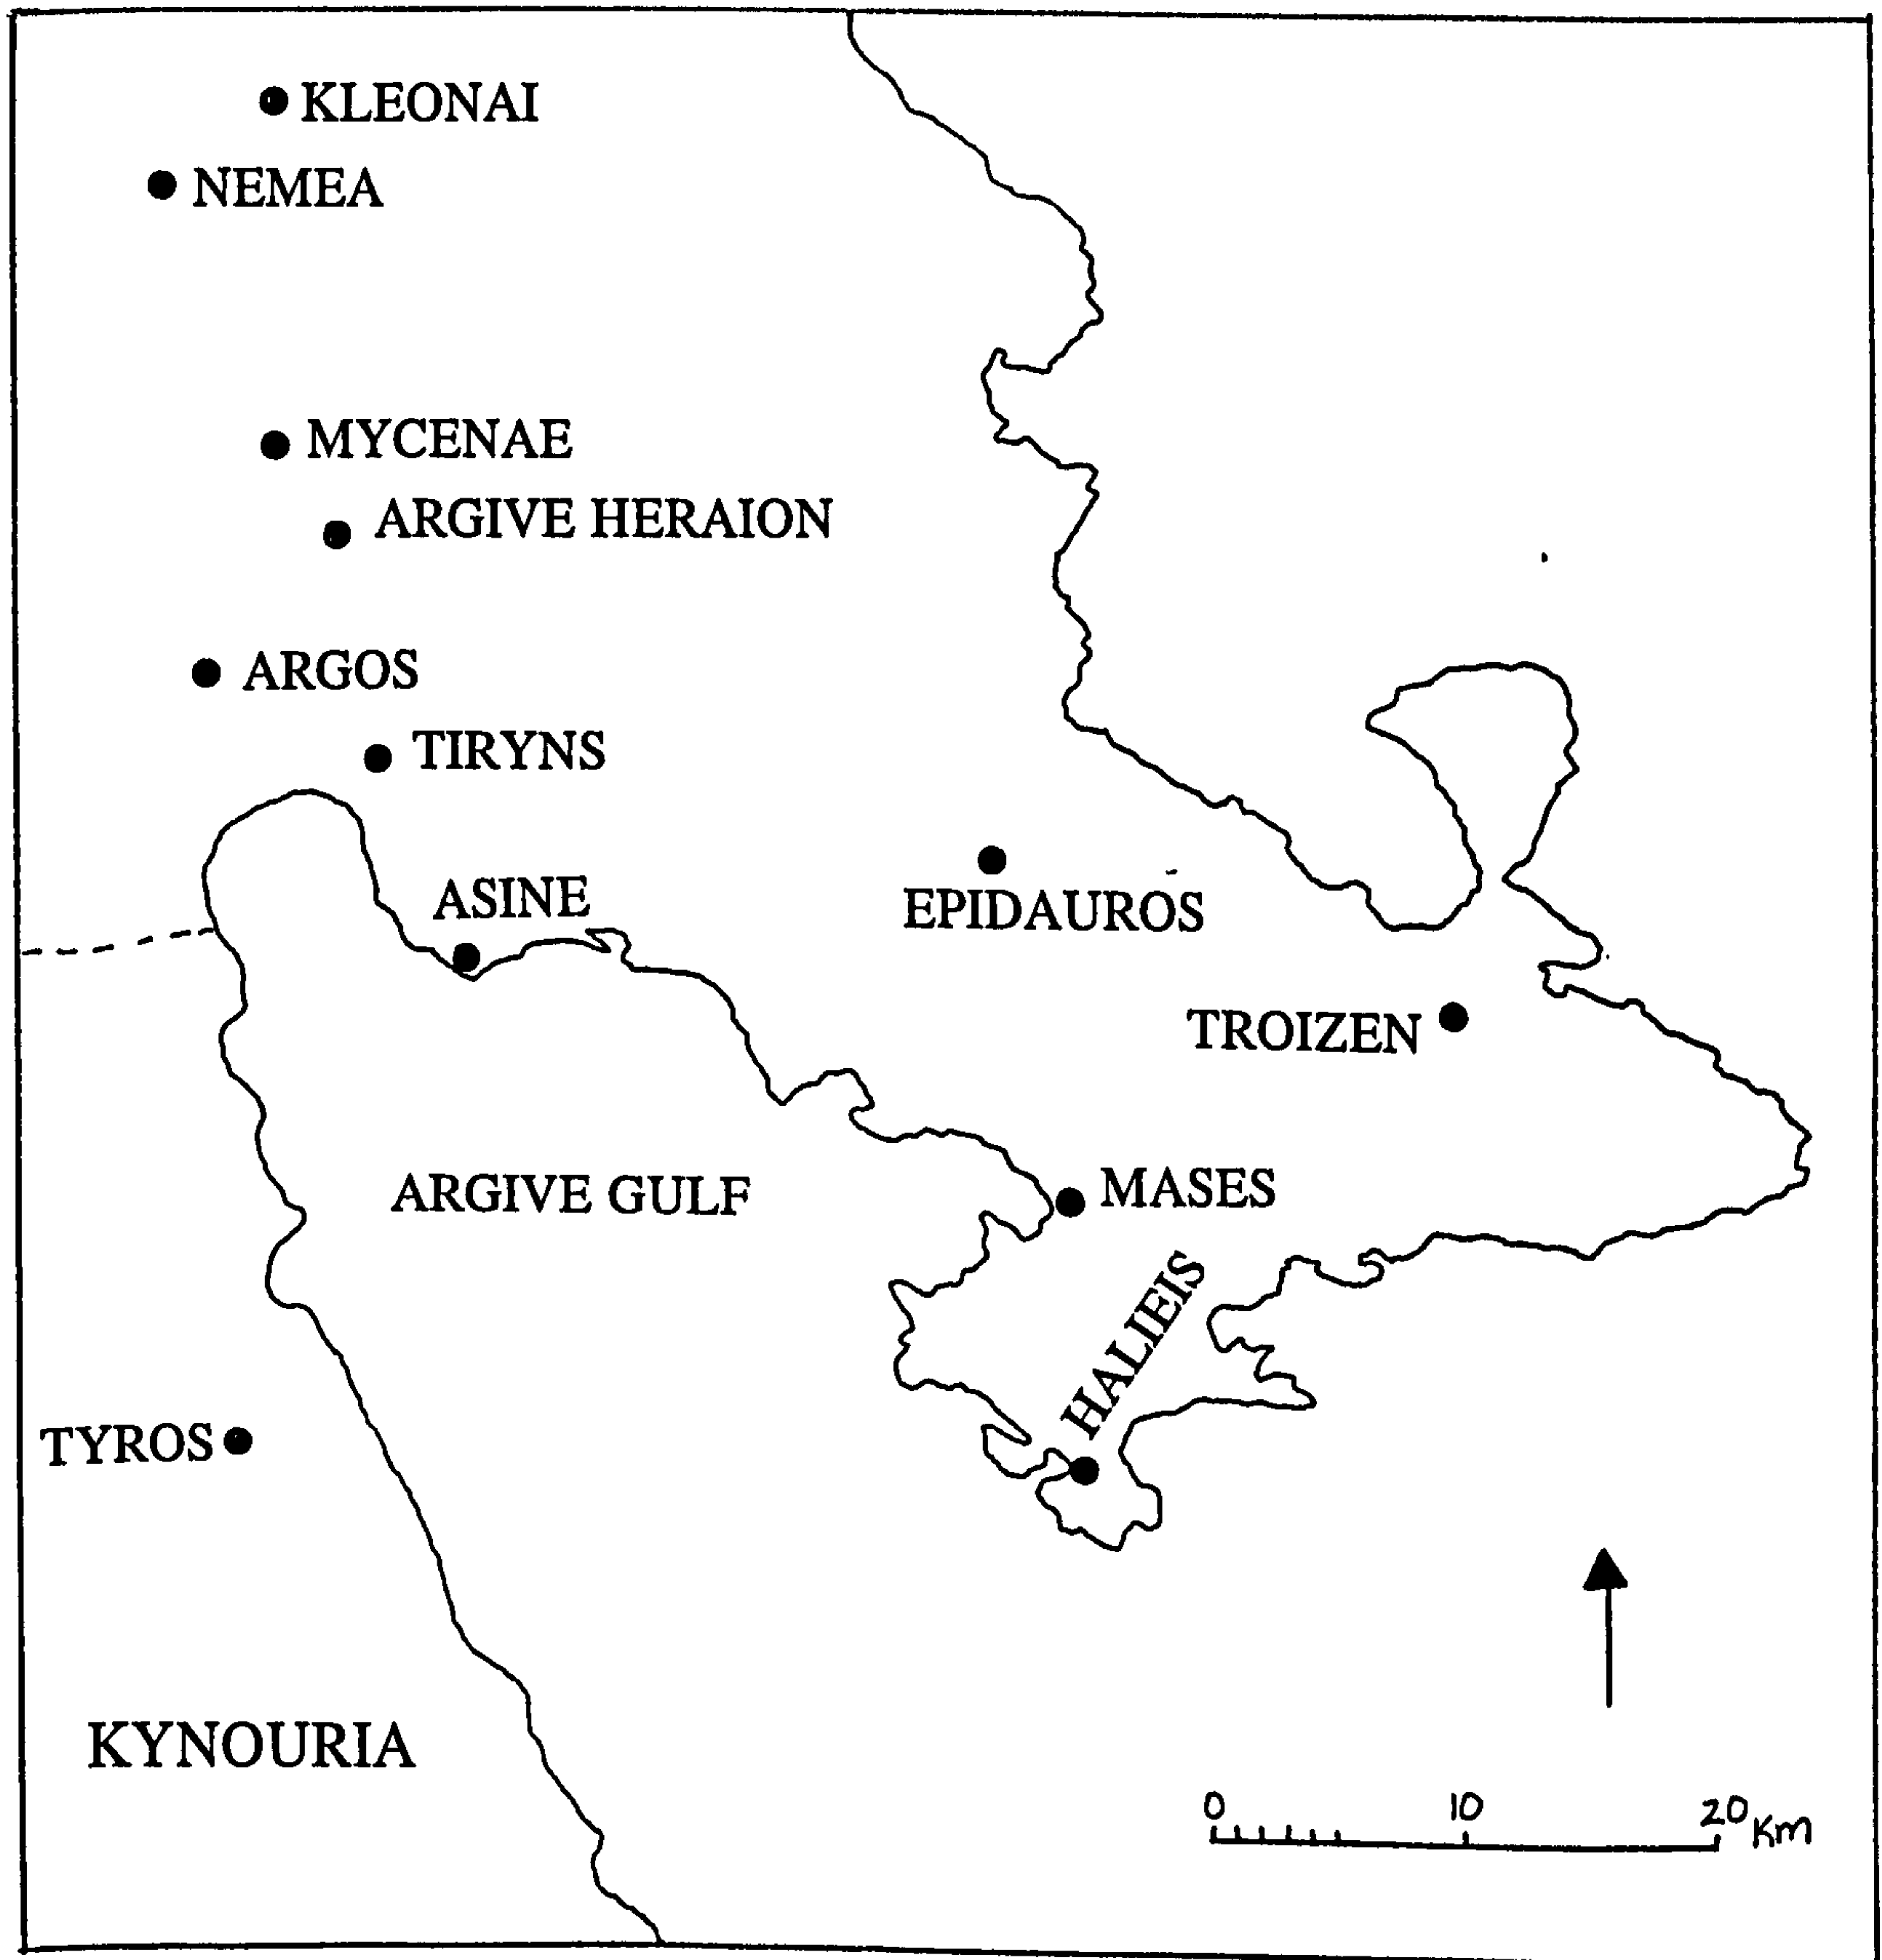 KLEONAI
NEMEA
MYCENAE
ARGIVE HERAION
ARGOS
TIRYNS
ASINE
EPIDAUROS
TROIZEN
ARGIVE GULF
MASES
HALIEIS
TYROS
KYNOURIA
0 10 20 Km